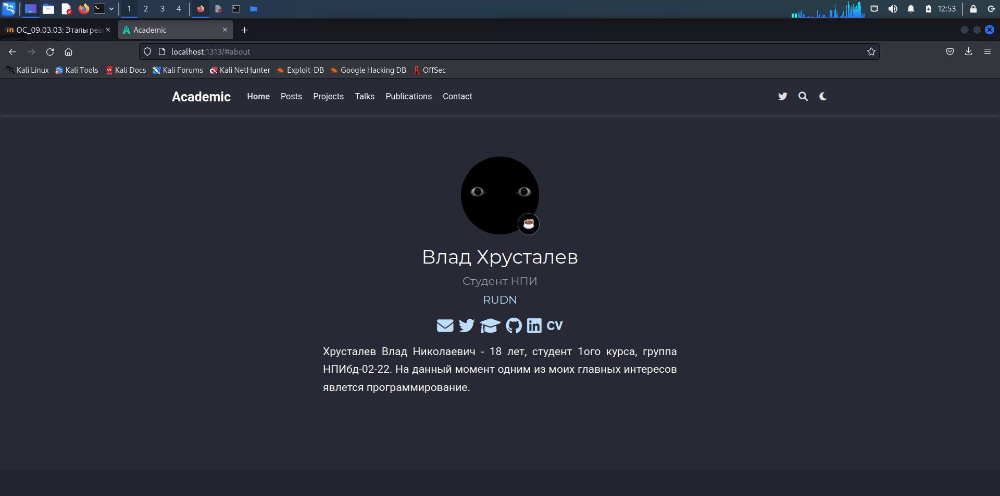 1 2 3 4 12:53
ОС_09.03.03: Этапы реа
Academic
localhost:1313/#about
Kali Linux Kali Tools Kali Docs Kali Forums Kali NetHunter Exploit-DB Google Hacking DB OffSec
Academic Home Posts Projects Talks Publications Contact
Влад Хрусталев
Студент НПИ
RUDN
CV
Хрусталев Влад Николаевич - 18 лет, студент 1ого курса, группа
НПИбд-02-22. На данный момент одним из моих главных интересов
явлется программирование.